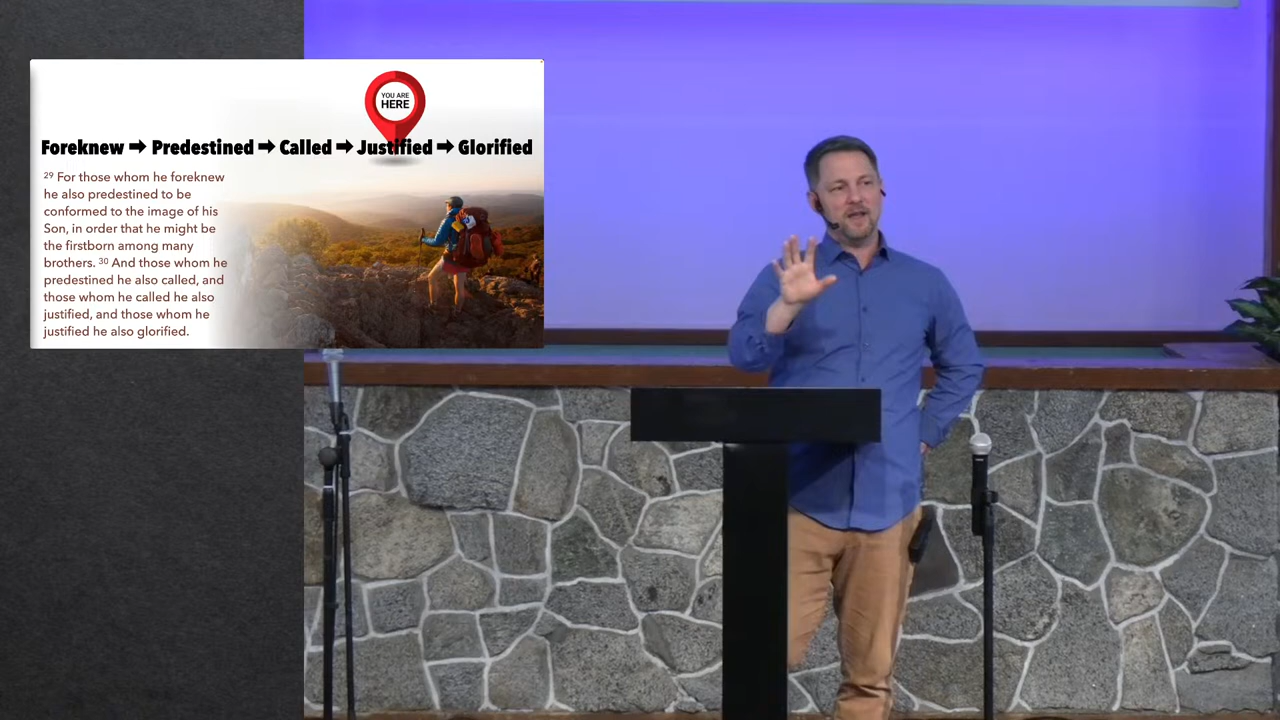 YOU ARE
HERE
Foreknew ➡ Predestined ➡ Called ➡ Justified ➡ Glorified
29 For those whom he foreknew
he also predestined to be
conformed to the image of his
Son, in order that he might be
the firstborn among many
brothers. 30 And those whom he
predestined he also called, and
those whom he called he also
justified, and those whom he
justified he also glorified.